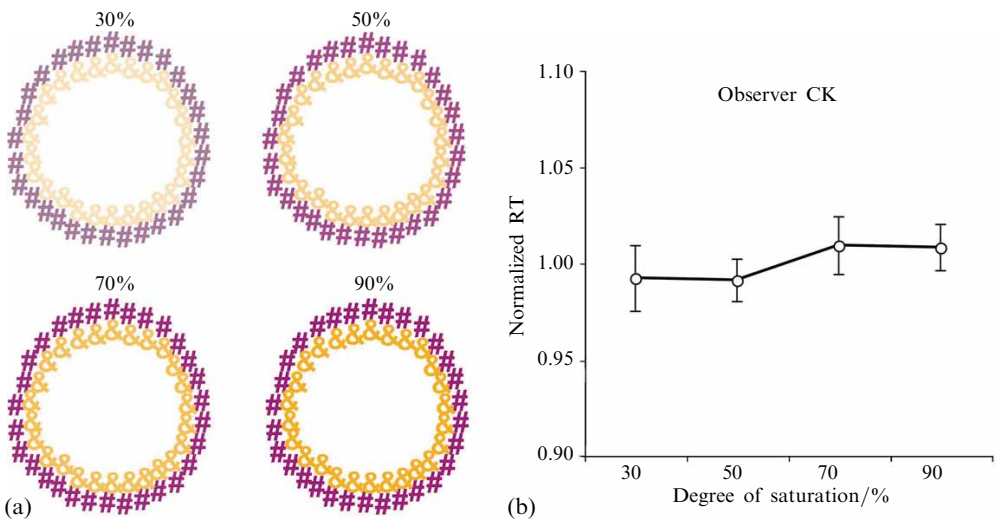 30%
50%
70%
90%
(a)
1.10
1.05
1.00
0.95
0.90
Normalized RT
Observer CK
30
50
70
90
Degree of saturation/%
(b)